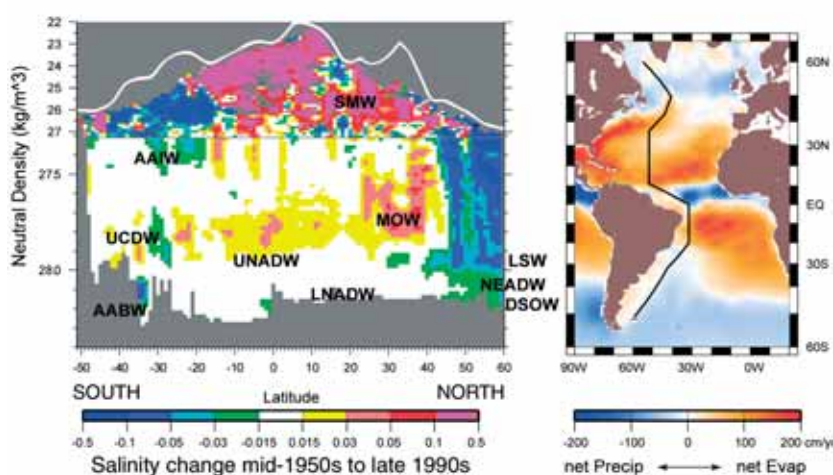 22
23
24
25
26
27
27.5
28.0
Neutral Density (kg/m^3)
SMW
AAIW
MOW
UCDW
UNADW
LSW
NEADW
LNADW
DSOW
AABW
-50 -40 -30 -20 -10 0 10 20 30 40 50 60
SOUTH Latitude NORTH
-0.5 -0.1 -0.05 -0.03 -0.015 0.015 0.03 0.05 0.1 0.5
Salinity change mid-1950s to late 1990s
60N
30N
EQ
30S
60S
90W 60W 30W 0W
-200 -100 0 100 200 cm/yr
net Precip ⟷ net Evap